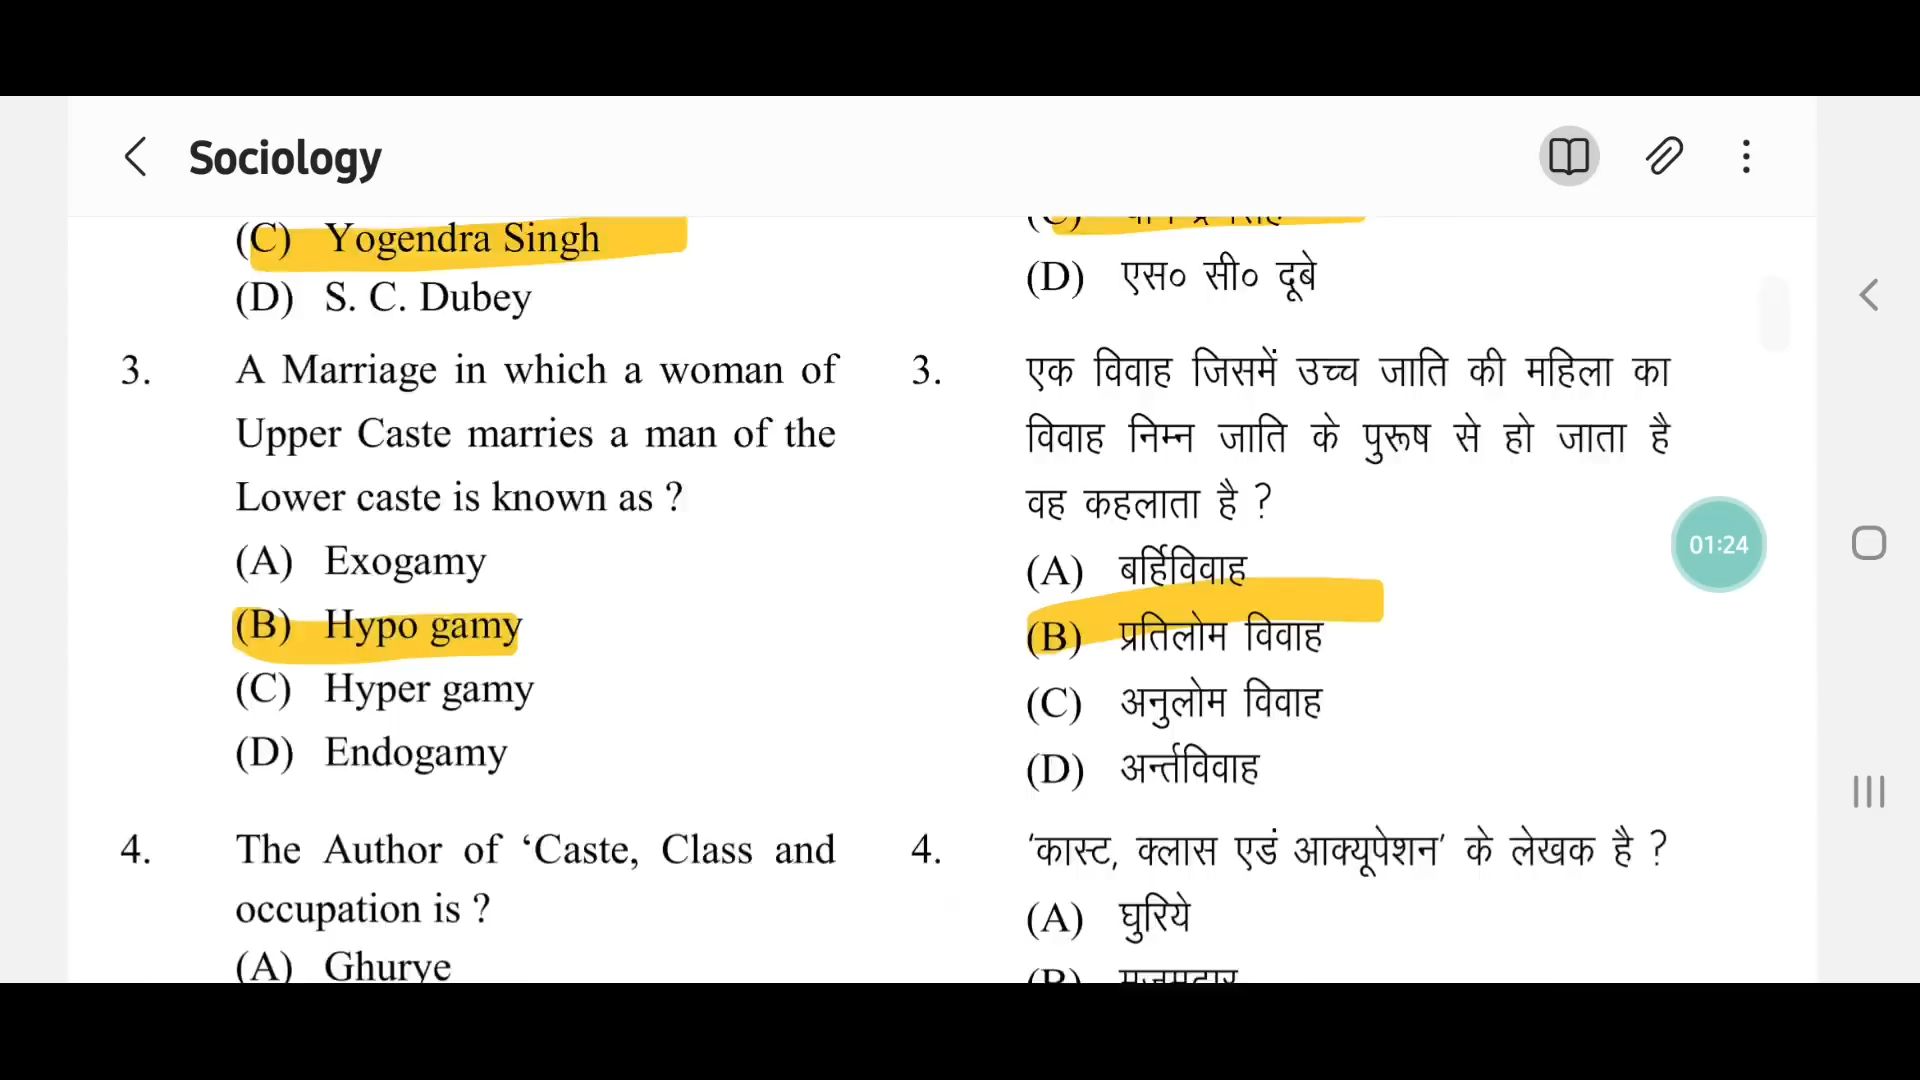 Sociology
(C) Yogendra Singh
(D) S. C. Dubey
3. A Marriage in which a woman of
Upper Caste marries a man of the
Lower caste is known as ?
(A) Exogamy
(B) Hypo gamy
(C) Hyper gamy
(D) Endogamy
4. The Author of ‘Caste, Class and
occupation is ?
(A) Ghurye
(D) एस० सी० दूबे
3. एक विवाह जिसमें उच्च जाति की महिला का
विवाह निम्न जाति के पुरूष से हो जाता है
वह कहलाता है ?
(A) बर्हिविवाह
(B) प्रतिलोम विवाह
(C) अनुलोम विवाह
(D) अर्न्तविवाह
4. ‘कास्ट, क्लास एडं आक्यूपेशन’ के लेखक है ?
(A) घुरिये
01:24